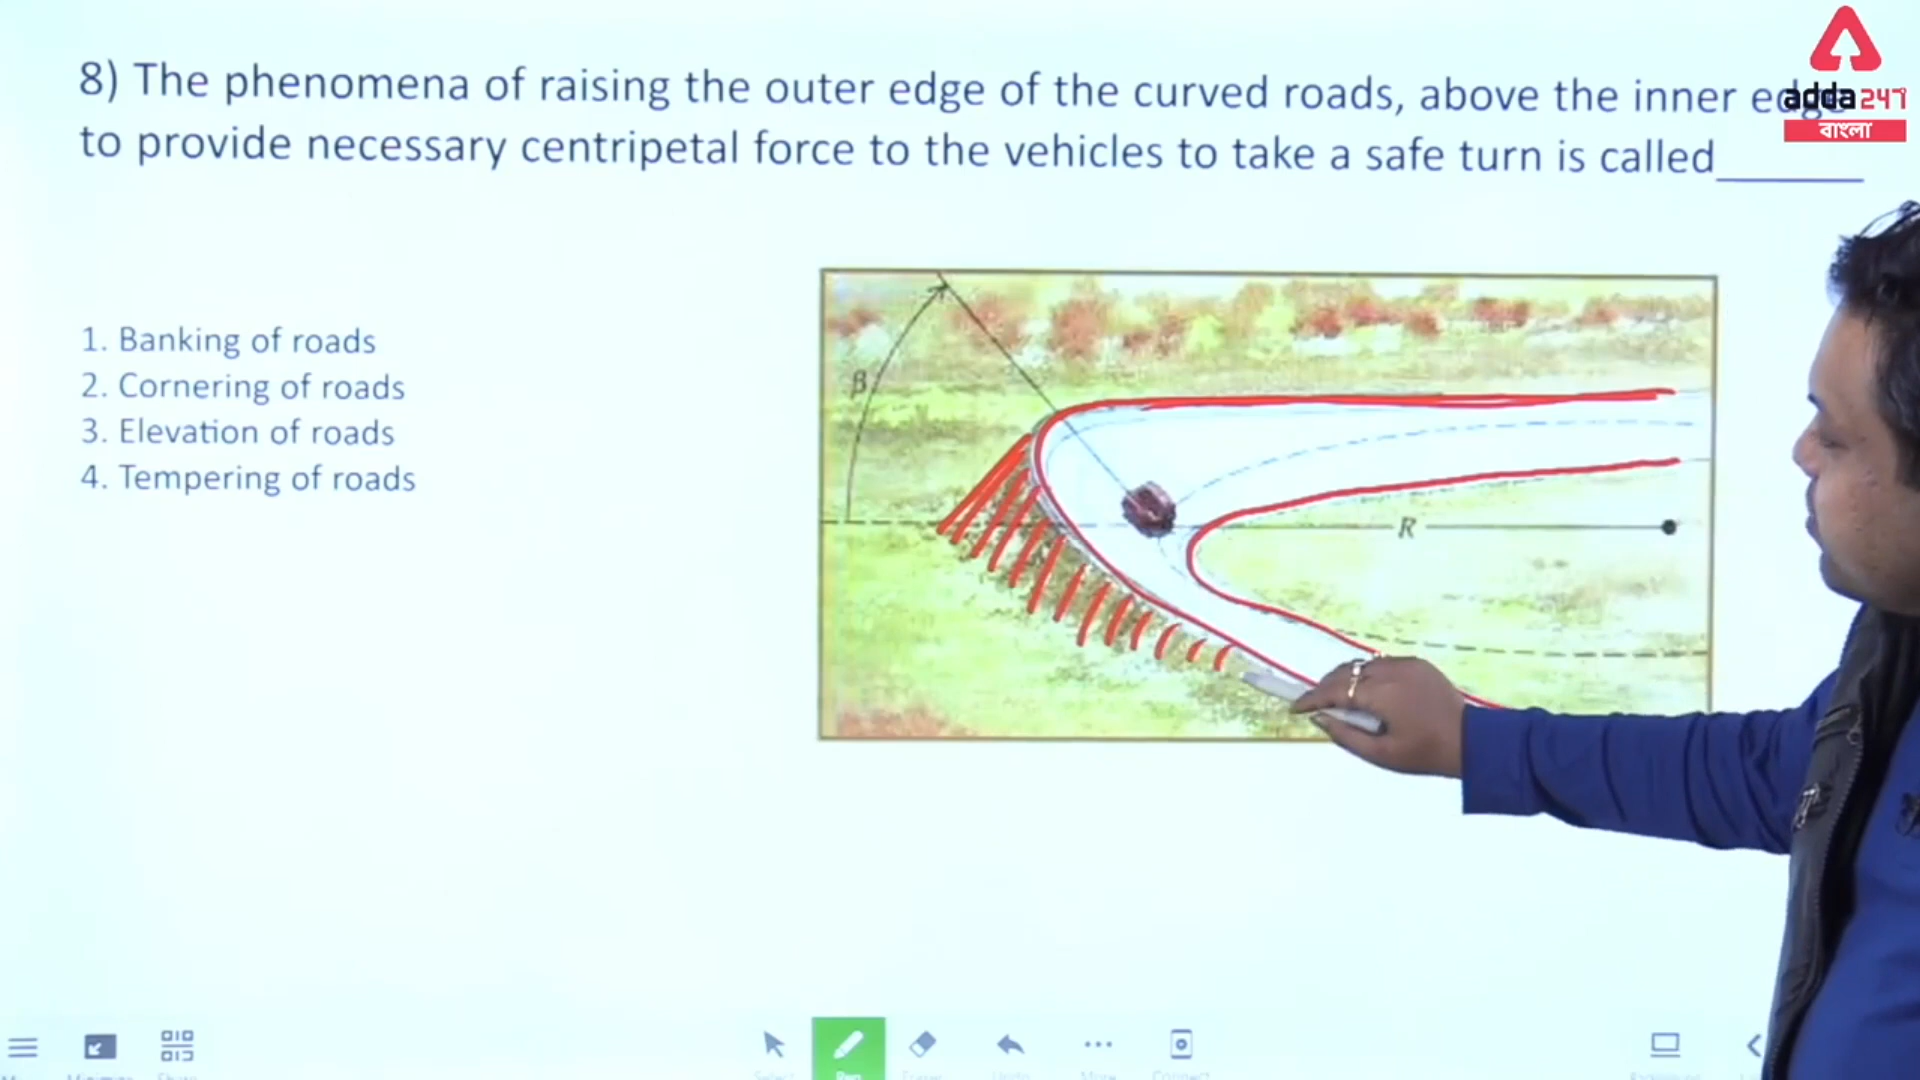 8) The phenomena of raising the outer edge of the curved roads, above the inner
to provide necessary centripetal force to the vehicles to take a safe turn is called______
adda247
বাংলা
1. Banking of roads
2. Cornering of roads
3. Elevation of roads
4. Tempering of roads
β
R